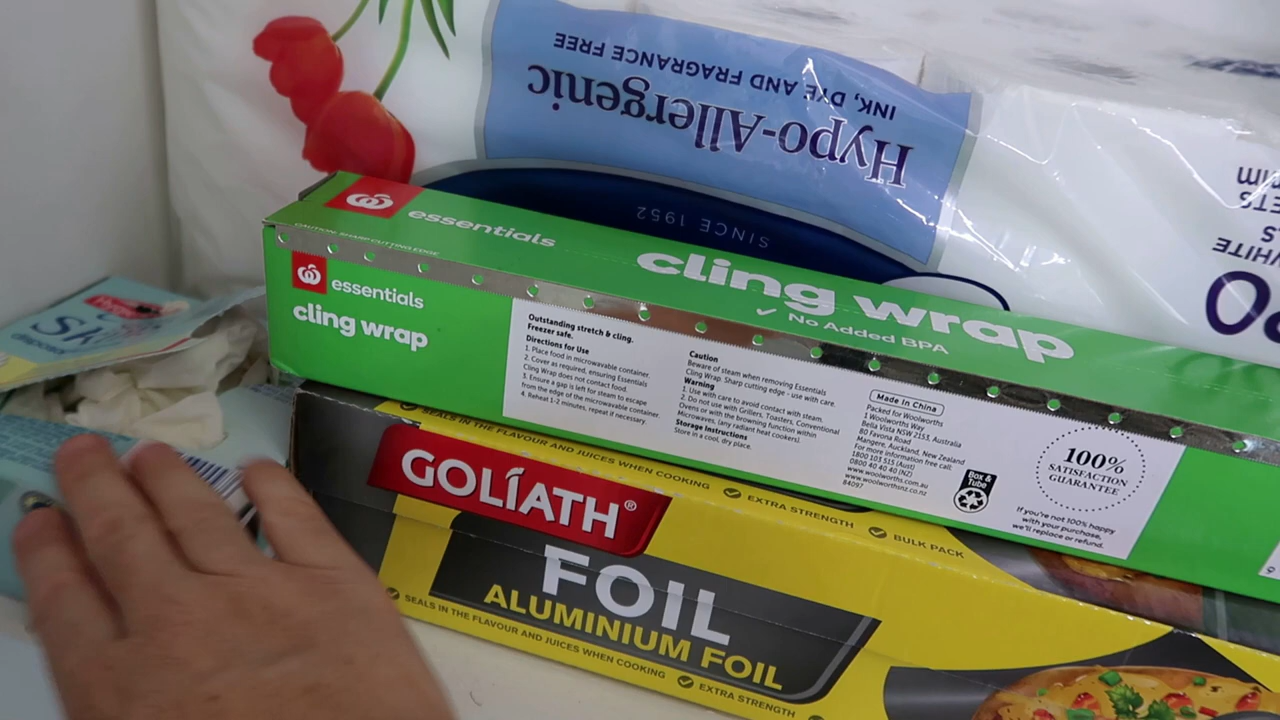 INK, DYE AND FRAGRANCE FREE
Hypo-Allergenic
SINCE 1952
essentials
cling wrap
No Added BPA
CAUTION: SHARP CUTTING EDGE
essentials
cling wrap
Outstanding stretch & cling.
Freezer safe.
Directions for Use
1. Place food in microwavable container.
2. Cover as required, ensuring Essentials
Cling Wrap does not contact food.
3. Ensure a gap is left for steam to escape
from the edge of the microwavable container.
4. Reheat 1-2 minutes, repeat if necessary.
Caution
Beware of steam when removing Essentials
Cling Wrap. Sharp cutting edge - use with care.
Warning
1. Use with care to avoid contact with steam.
2. Do not use with Grillers, Toasters, Conventional
Ovens or with the browning function within
Microwaves, (any radiant heat cookers).
Storage Instructions
Store in a cool, dry place.
Made in China
Packed for Woolworths
1 Woolworths Way
Bella Vista NSW 2153, Australia
80 Favona Road
Mangere, Auckland, New Zealand
For more information free call:
1800 103 515 (Aust)
0800 40 40 40 (NZ)
www.woolworths.com.au
www.woolworthsnz.co.nz
84097
Box &
Tube
100%
SATISFACTION
GUARANTEE
If you're not 100% happy
with your purchase,
we'll replace or refund.
SEALS IN THE FLAVOUR AND JUICES WHEN COOKING
EXTRA STRENGTH
BULK PACK
GOLÍATH®
FOIL
ALUMINIUM FOIL
SEALS IN THE FLAVOUR AND JUICES WHEN COOKING
EXTRA STRENGTH